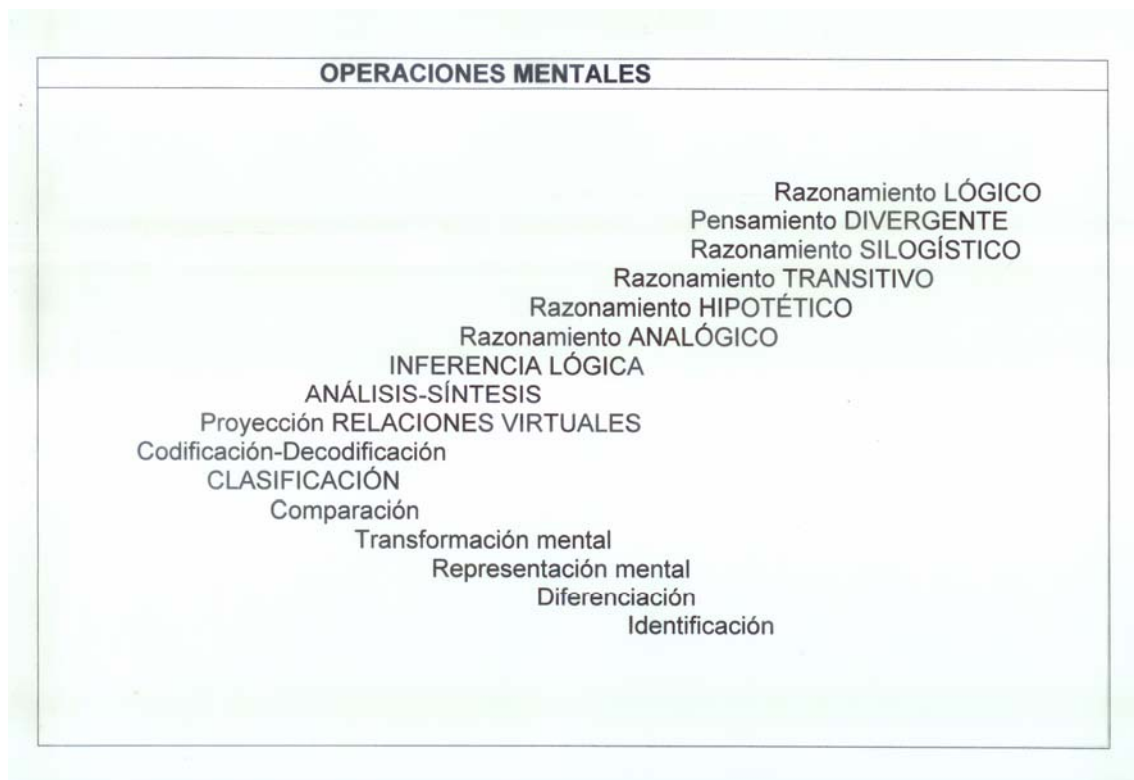 OPERACIONES MENTALES
Razonamiento LÓGICO
Pensamiento DIVERGENTE
Razonamiento SILOGÍSTICO
Razonamiento TRANSITIVO
Razonamiento HIPOTÉTICO
Razonamiento ANALÓGICO
INFERENCIA LÓGICA
ANÁLISIS-SÍNTESIS
Proyección RELACIONES VIRTUALES
Codificación-Decodificación
CLASIFICACIÓN
Comparación
Transformación mental
Representación mental
Diferenciación
Identificación